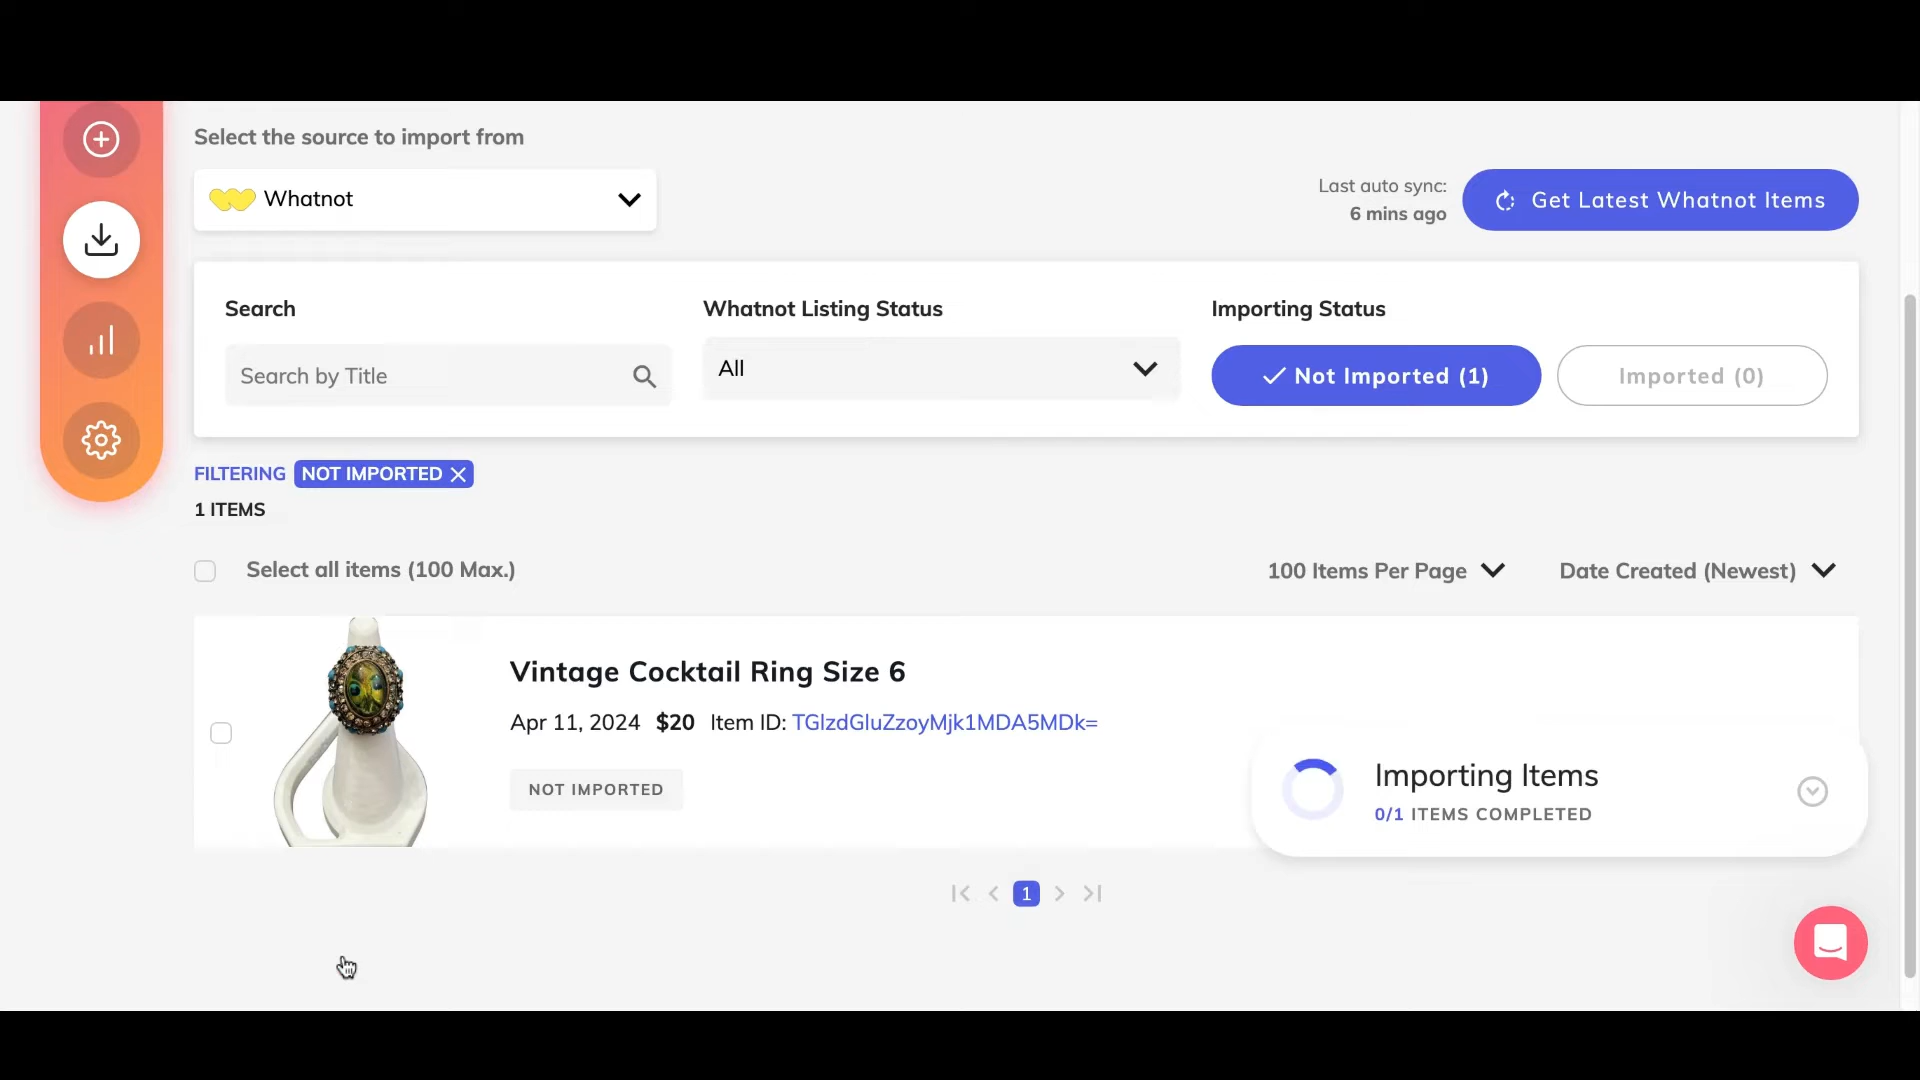 Select the source to import from
Whatnot
Last auto sync:
6 mins ago
Get Latest Whatnot Items
Search
Whatnot Listing Status
Importing Status
Search by Title
All
Not Imported (1)
Imported (0)
FILTERING NOT IMPORTED
1 ITEMS
Select all items (100 Max.)
100 Items Per Page
Date Created (Newest)
Vintage Cocktail Ring Size 6
Apr 11, 2024 $20 Item ID: TGlzdGluZzoyMjk1MDA5MDk=
NOT IMPORTED
Importing Items
0/1 ITEMS COMPLETED
1